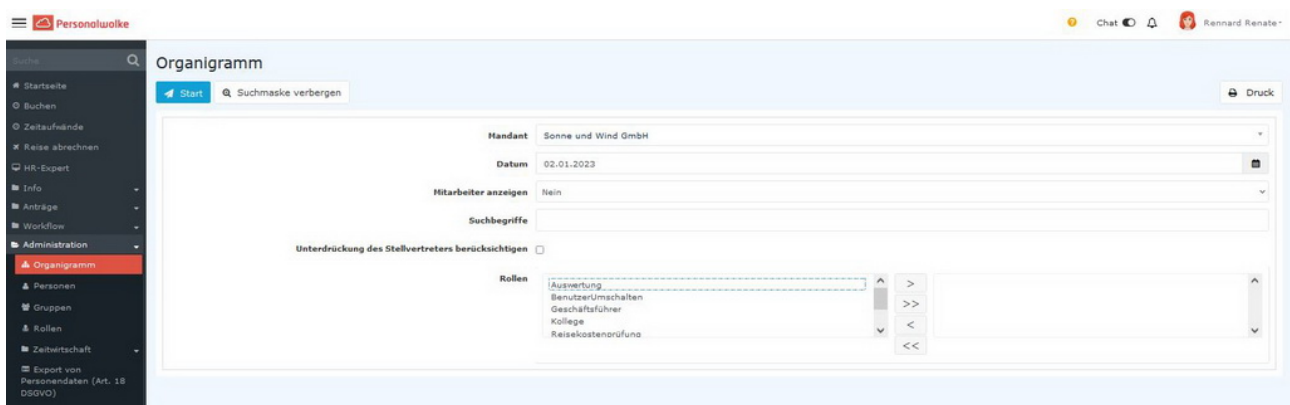 Personalwolke
Chat
Rennard Renate
Suche
Startseite
Buchen
Zeitaufwände
Reise abrechnen
HR-Expert
Info
Anträge
Workflow
Administration
Organigramm
Personen
Gruppen
Rollen
Zeitwirtschaft
Export von
Personendaten (Art. 18
DSGVO)
Organigramm
Start
Suchmaske verbergen
Druck
Mandant Sonne und Wind GmbH
Datum 02.01.2023
Mitarbeiter anzeigen Nein
Suchbegriffe
Unterdrückung des Stellvertreters berücksichtigen
Rollen
Auswertung
BenutzerUmschalten
Geschäftsführer
Kollege
Reisekostenprüfung
>
>>
<
<<